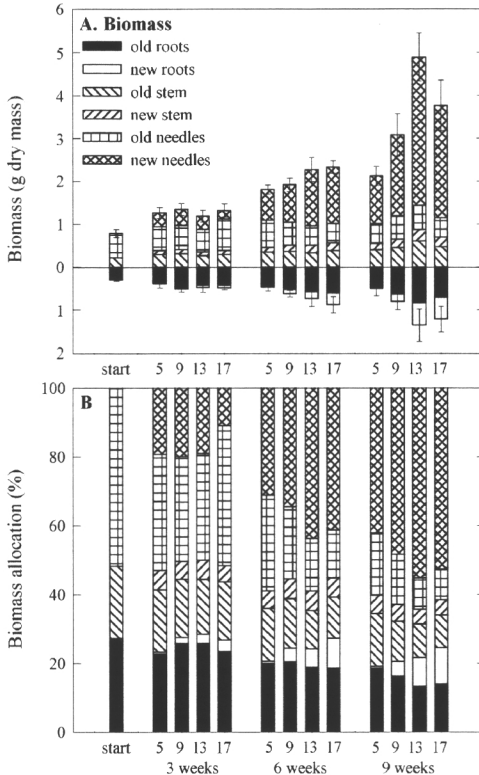 A. Biomass
old roots
new roots
old stem
new stem
old needles
new needles
Biomass (g dry mass)
6
5
4
3
2
1
0
1
2
start 5 9 13 17 5 9 13 17 5 9 13 17
B
Biomass allocation (%)
100
80
60
40
20
0
start 5 9 13 17 5 9 13 17 5 9 13 17
3 weeks 6 weeks 9 weeks